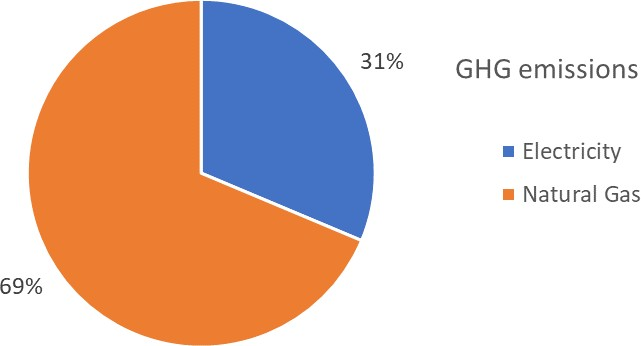 31%
GHG emissions
Electricity
Natural Gas
69%